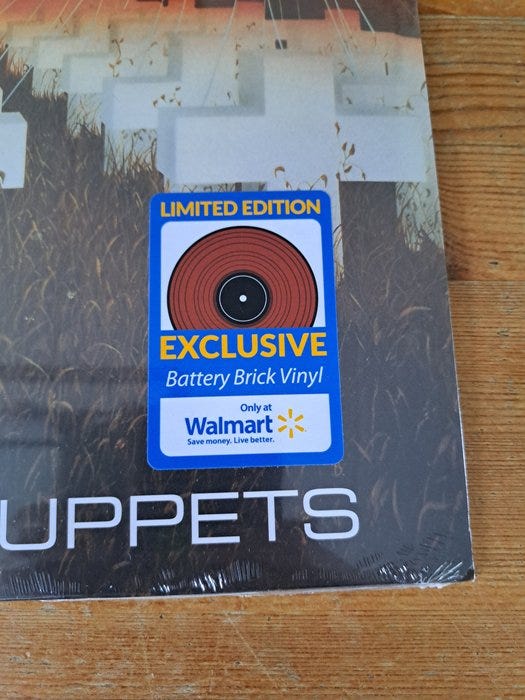 LIMITED EDITION
EXCLUSIVE
Battery Brick Vinyl
Only at
Walmart
Save money. Live better.
UPPETS